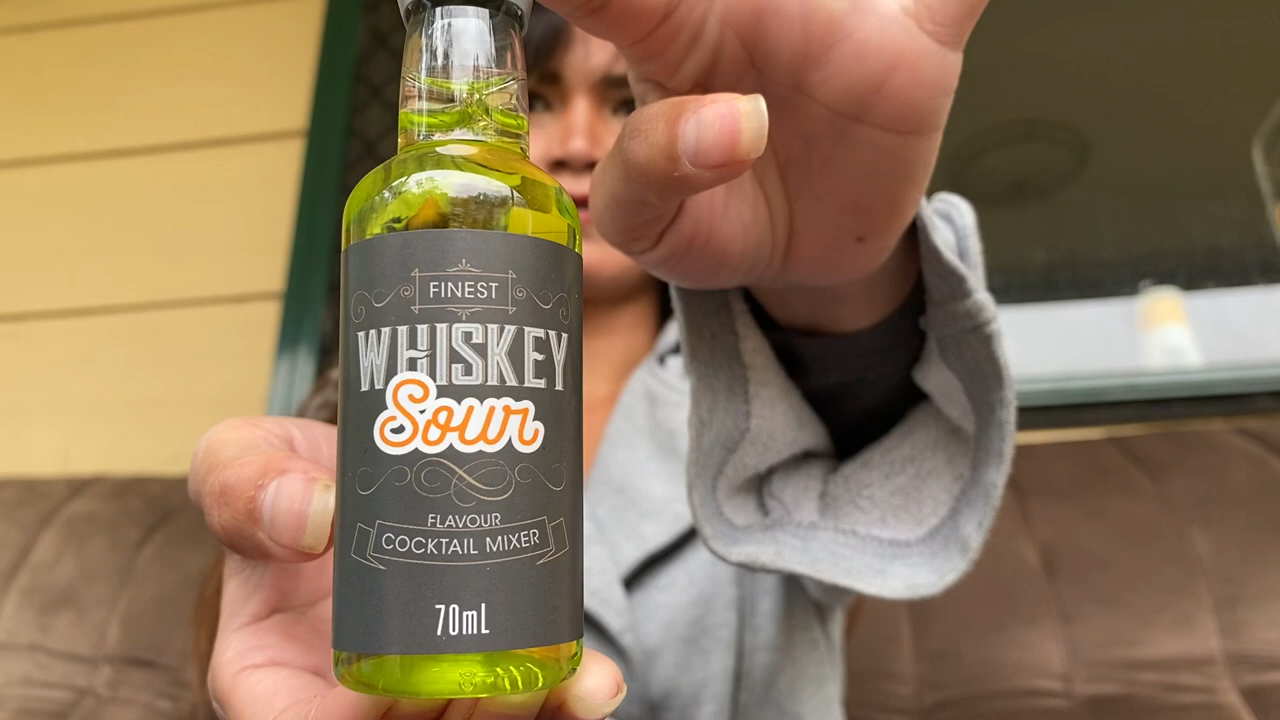 FINEST
WHISKEY
Sour
FLAVOUR
COCKTAIL MIXER
70mL